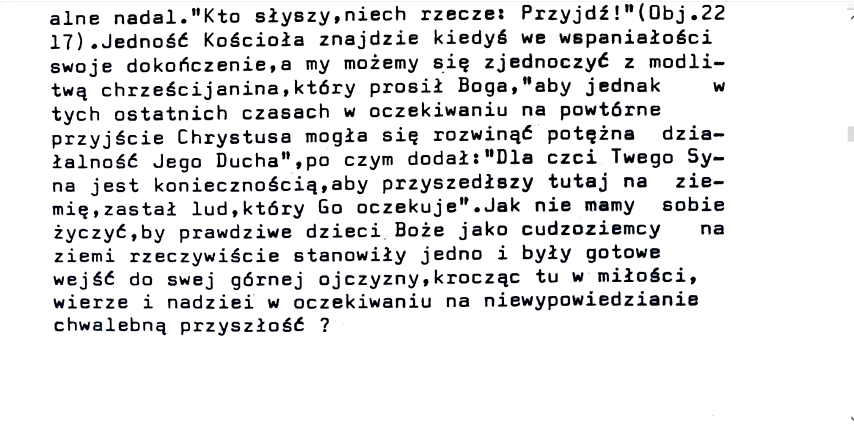 alne nadal."Kto słyszy,niech rzecze: Przyjdź!"(Obj.22
17).Jedność Kościoła znajdzie kiedyś we wspaniałości
swoje dokończenie,a my możemy się zjednoczyć z modli-
twą chrześcijanina,który prosił Boga,"aby jednak w
tych ostatnich czasach w oczekiwaniu na powtórne
przyjście Chrystusa mogła się rozwinąć potężna dzia-
łalność Jego Ducha",po czym dodał:"Dla czci Twego Sy-
na jest koniecznością,aby przyszedłszy tutaj na zie-
mię,zastał lud,który Go oczekuje".Jak nie mamy sobie
życzyć,by prawdziwe dzieci Boże jako cudzoziemcy na
ziemi rzeczywiście stanowiły jedno i były gotowe
wejść do swej górnej ojczyzny,krocząc tu w miłości,
wierze i nadziei w oczekiwaniu na niewypowiedzianie
chwalebną przyszłość ?